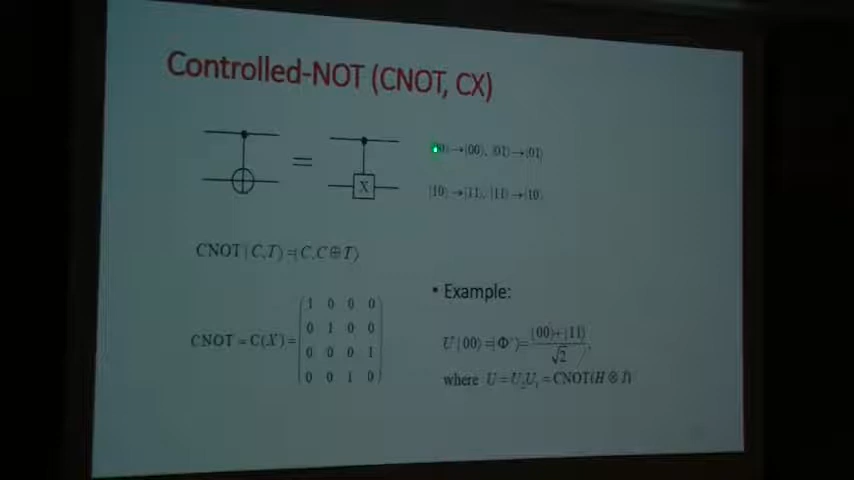 Controlled-NOT (CNOT, CX)
=
X
|00⟩→|00⟩, |01⟩→|01⟩
|10⟩→|11⟩, |11⟩→|10⟩
CNOT|C,T⟩=|C,C⊕T⟩
CNOT = C(X) =
1 0 0 0
0 1 0 0
0 0 0 1
0 0 1 0
• Example:
U|00⟩=|Φ⁺⟩=(|00⟩+|11⟩)/√2,
where U = U₂U₁ = CNOT(H ⊗ I)